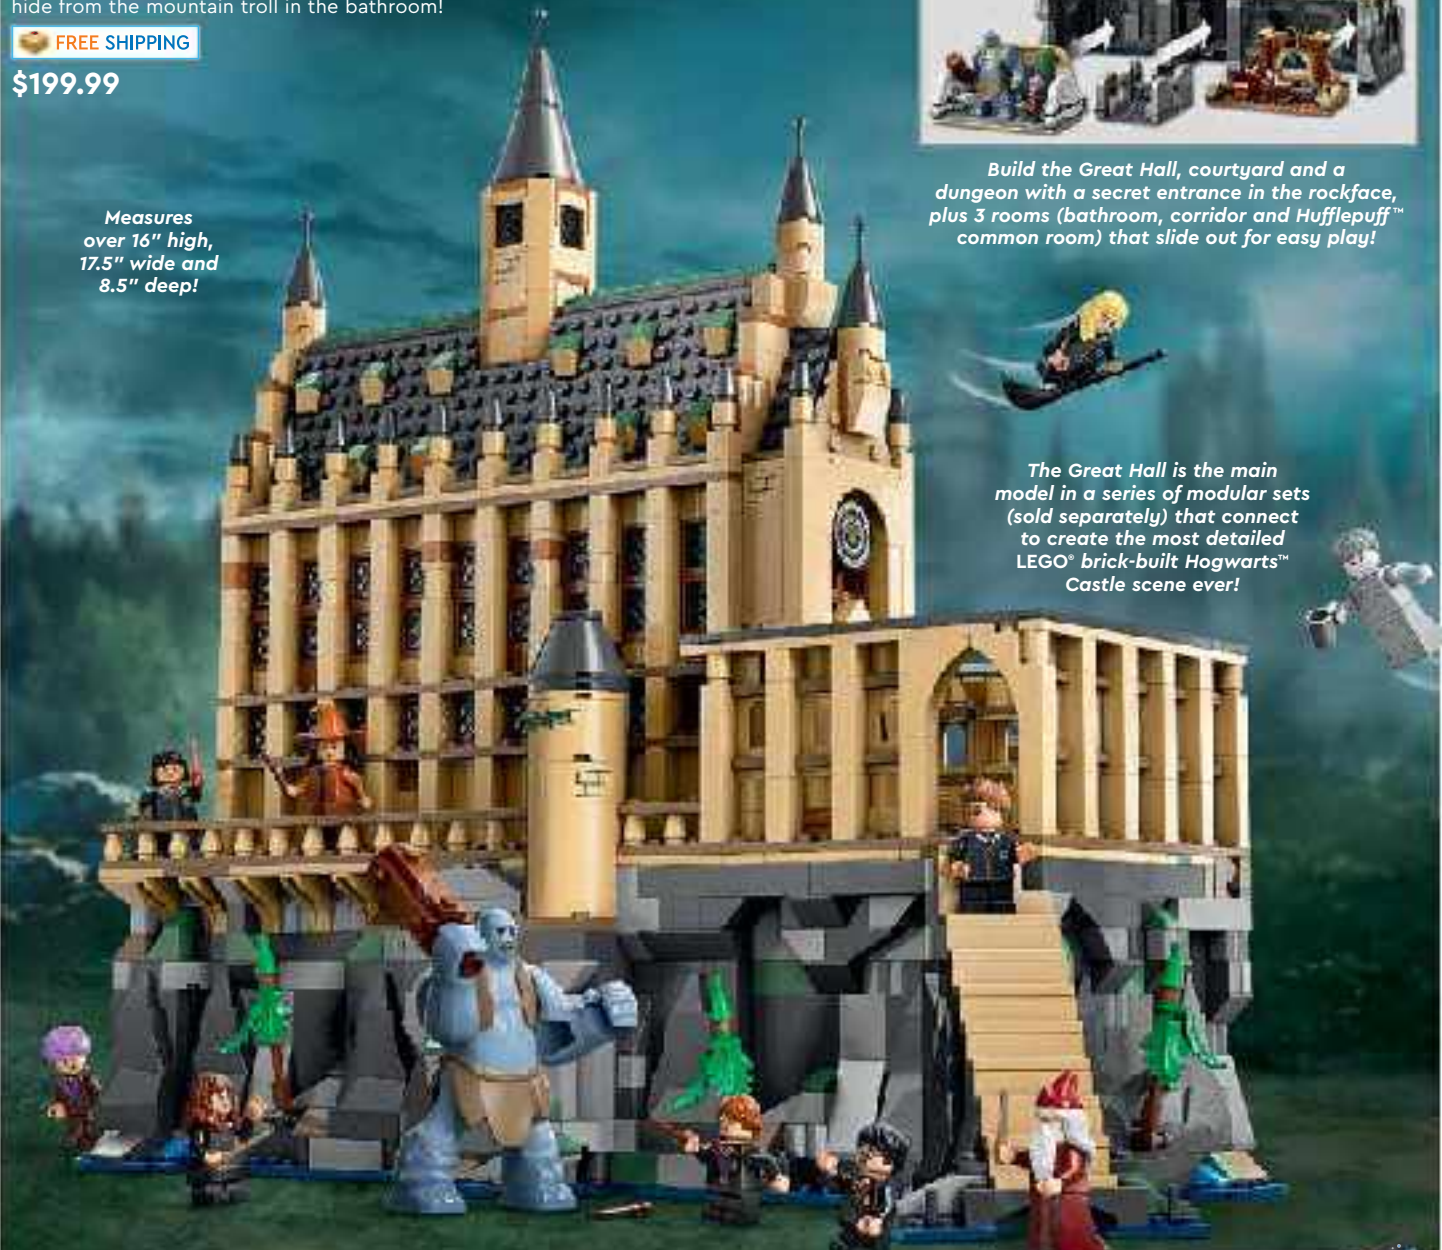 hide from the mountain troll in the bathroom!
FREE SHIPPING
$199.99
Measures
over 16" high,
17.5" wide and
8.5" deep!
Build the Great Hall, courtyard and a
dungeon with a secret entrance in the rockface,
plus 3 rooms (bathroom, corridor and Hufflepuff™
common room) that slide out for easy play!
The Great Hall is the main
model in a series of modular sets
(sold separately) that connect
to create the most detailed
LEGO® brick-built Hogwarts™
Castle scene ever!